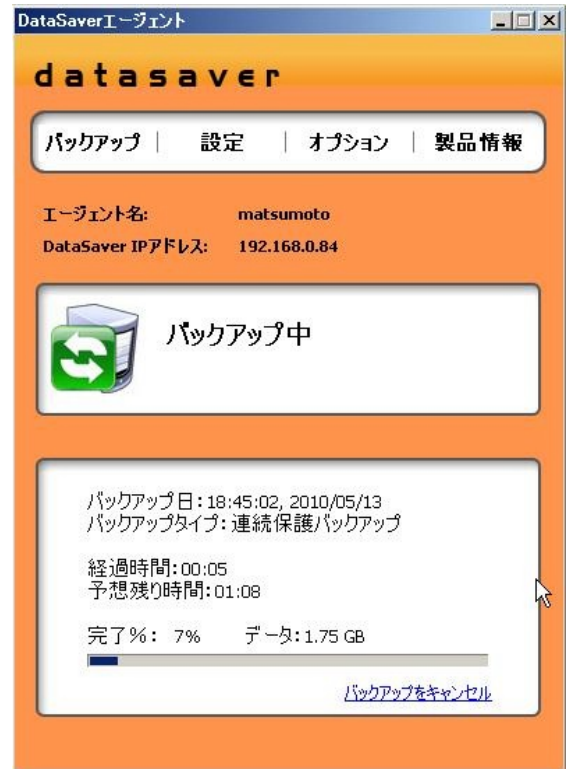 DataSaverエージェント
datasaver
バックアップ | 設定 | オプション | 製品情報
エージェント名: matsumoto
DataSaver IPアドレス: 192.168.0.84
バックアップ中
バックアップ日:18:45:02, 2010/05/13
バックアップタイプ:連続保護バックアップ
経過時間:00:05
予想残り時間:01:08
完了%: 7% データ:1.75 GB
バックアップをキャンセル